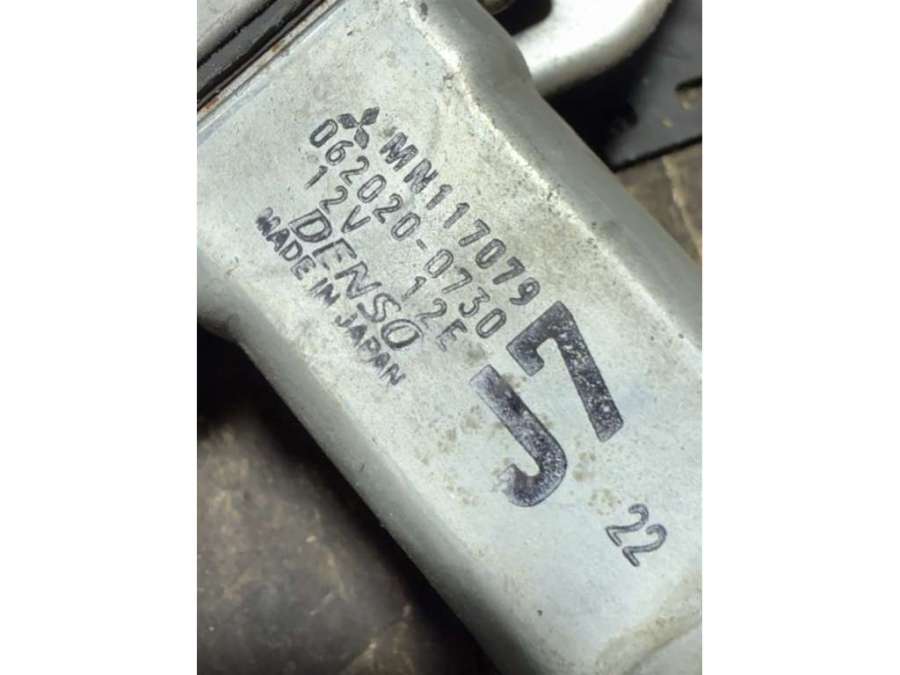 MN117079
062020-0730
12V 12E
DENSO
MADE IN JAPAN
J7
22